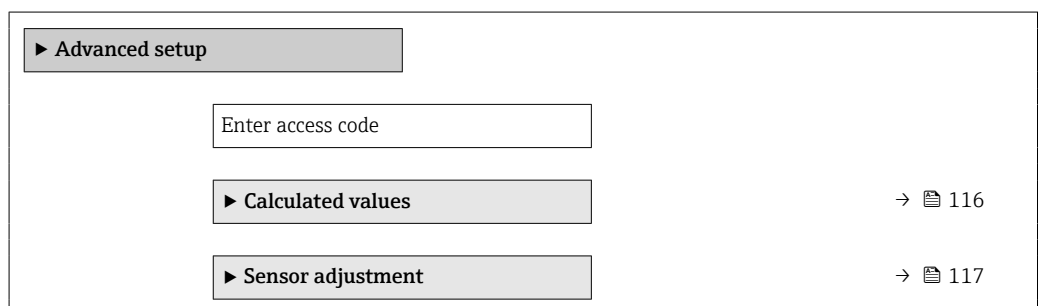 ▶ Advanced setup
Enter access code
▶ Calculated values → 116
▶ Sensor adjustment → 117